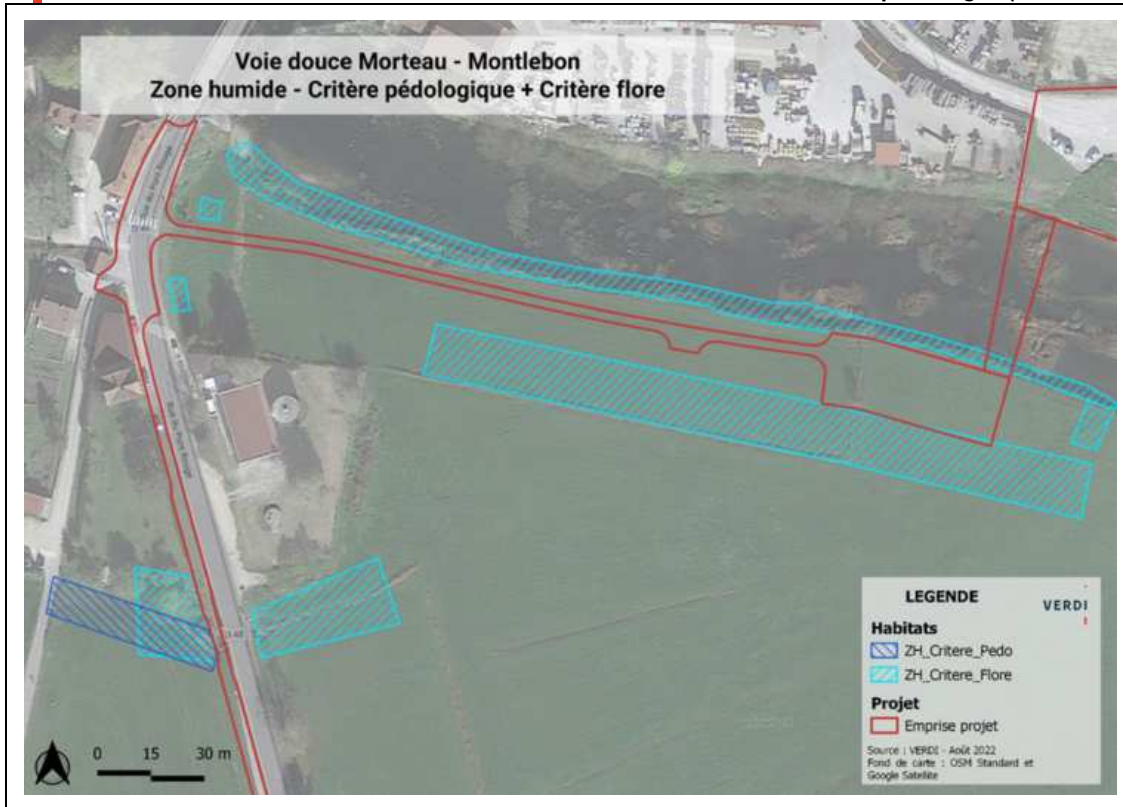 Voie douce Morteau - Montlebon
Zone humide - Critère pédologique + Critère flore
0 15 30 m
LEGENDE
VERDI
Habitats
ZH_Critere_Pedo
ZH_Critere_Flore
Projet
Emprise projet
Source : VERDI - Août 2022
Fond de carte : OSM Standard et
Google Satellite